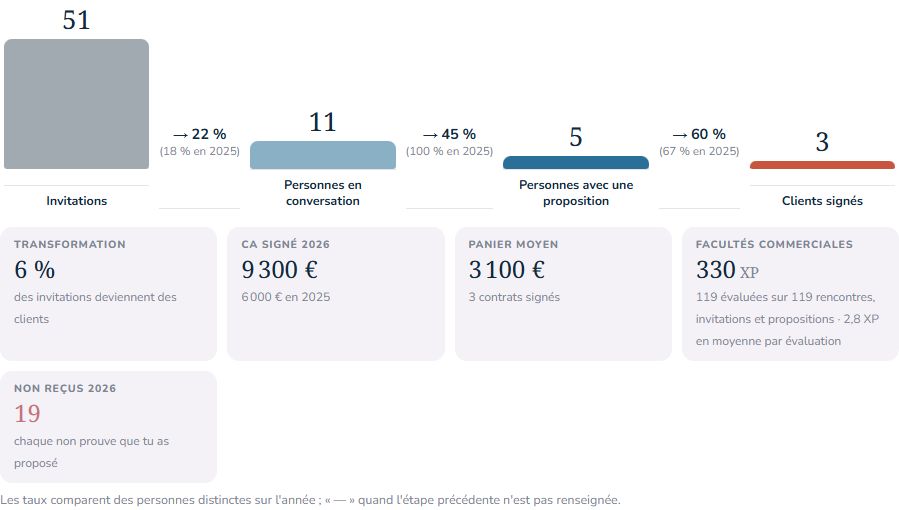 51
11
5
3
→ 22 %
(18 % en 2025)
→ 45 %
(100 % en 2025)
→ 60 %
(67 % en 2025)
Invitations
Personnes en
conversation
Personnes avec une
proposition
Clients signés
TRANSFORMATION
6 %
des invitations deviennent des
clients
CA SIGNÉ 2026
9 300 €
6 000 € en 2025
PANIER MOYEN
3 100 €
3 contrats signés
FACULTÉS COMMERCIALES
330 XP
119 évaluées sur 119 rencontres,
invitations et propositions · 2,8 XP
en moyenne par évaluation
NON REÇUS 2026
19
chaque non prouve que tu as
proposé
Les taux comparent des personnes distinctes sur l'année ; « — » quand l'étape précédente n'est pas renseignée.